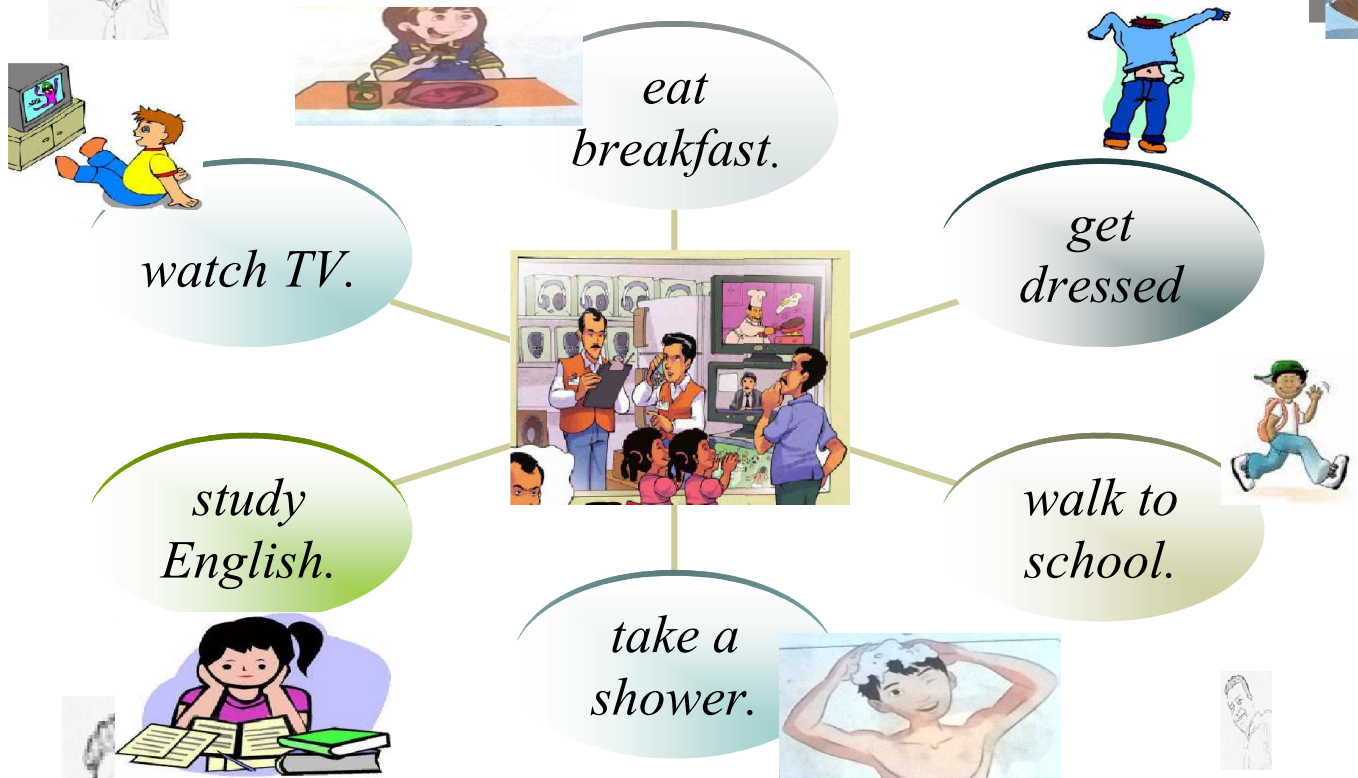 eat
breakfast.
get
dressed
watch TV.
study
English.
walk to
school.
take a
shower.